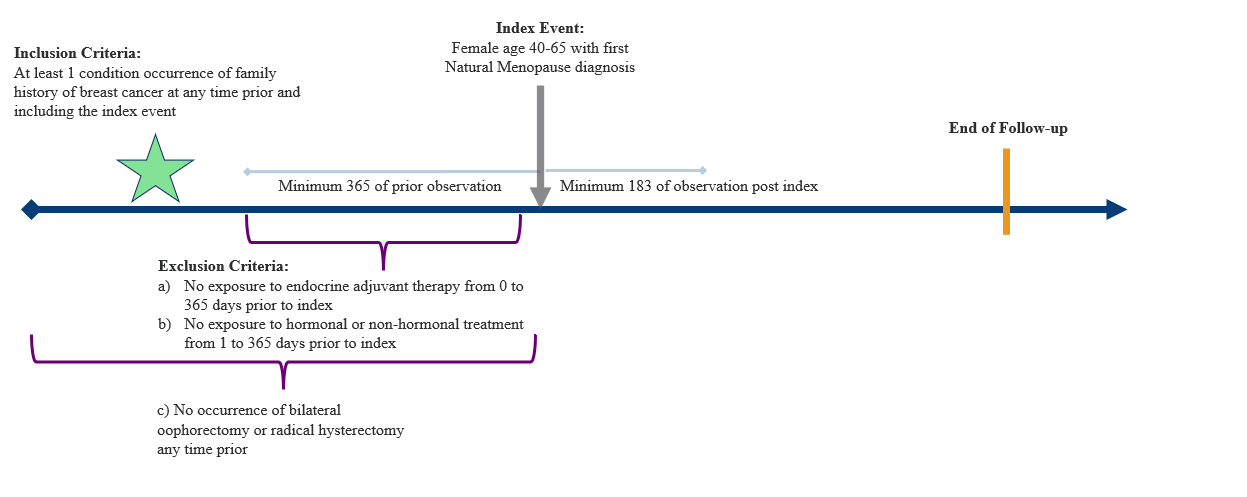 Index Event:
Female age 40-65 with first
Natural Menopause diagnosis
Inclusion Criteria:
At least 1 condition occurrence of family
history of breast cancer at any time prior and
including the index event
End of Follow-up
Minimum 365 of prior observation
Minimum 183 of observation post index
Exclusion Criteria:
a) No exposure to endocrine adjuvant therapy from 0 to
365 days prior to index
b) No exposure to hormonal or non-hormonal treatment
from 1 to 365 days prior to index
c) No occurrence of bilateral
oophorectomy or radical hysterectomy
any time prior